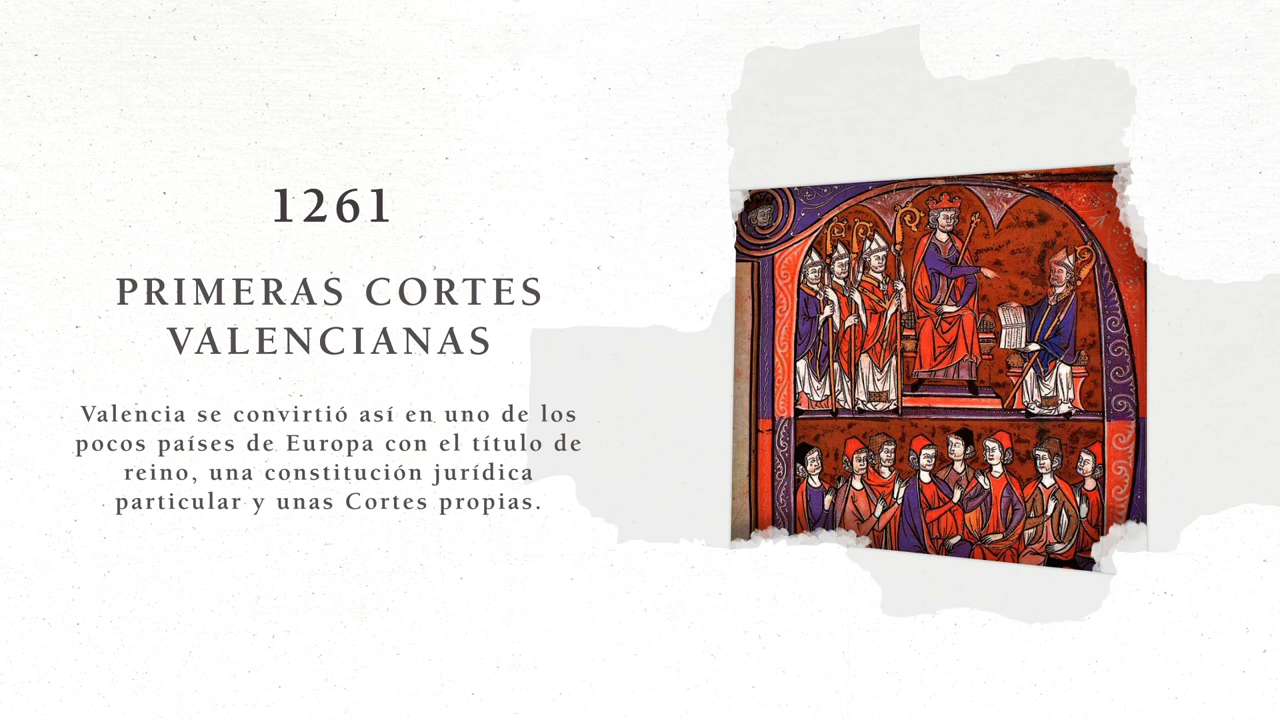 1261
PRIMERAS CORTES
VALENCIANAS
Valencia se convirtió así en uno de los
pocos países de Europa con el título de
reino, una constitución jurídica
particular y unas Cortes propias.